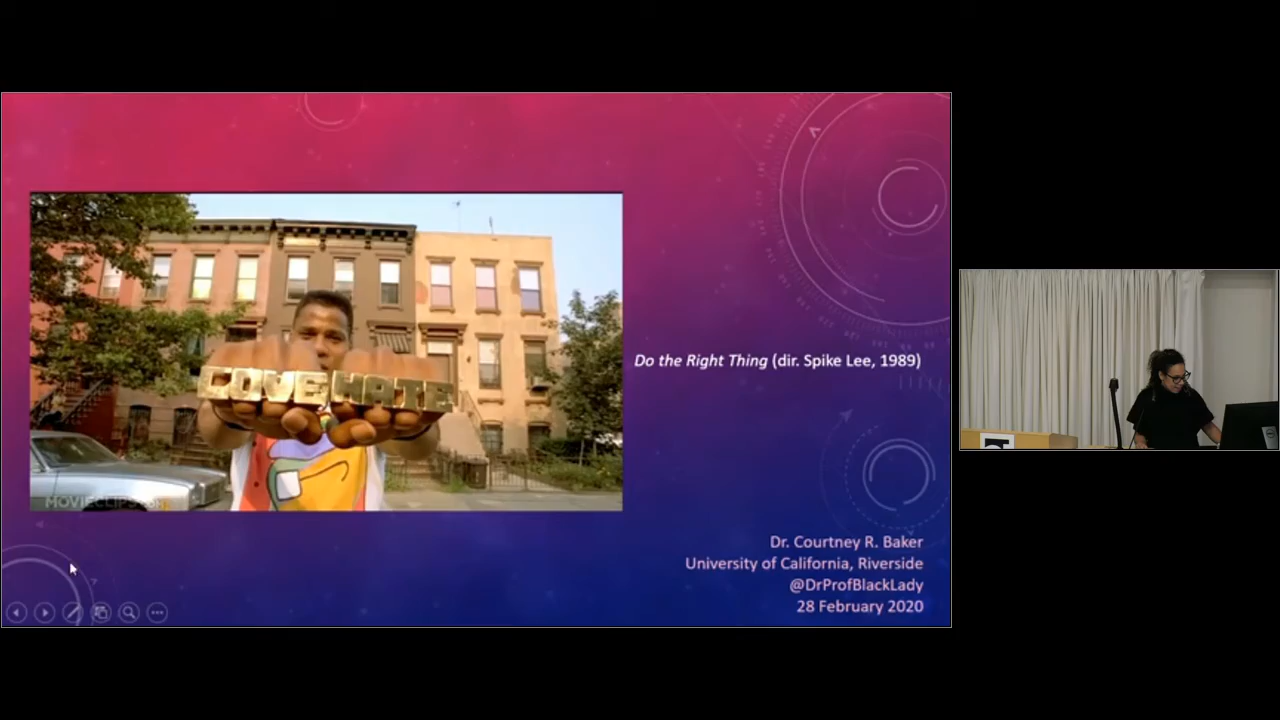 LOVE HATE
MOVIECLIPS
Do the Right Thing (dir. Spike Lee, 1989)
Dr. Courtney R. Baker
University of California, Riverside
@DrProfBlackLady
28 February 2020